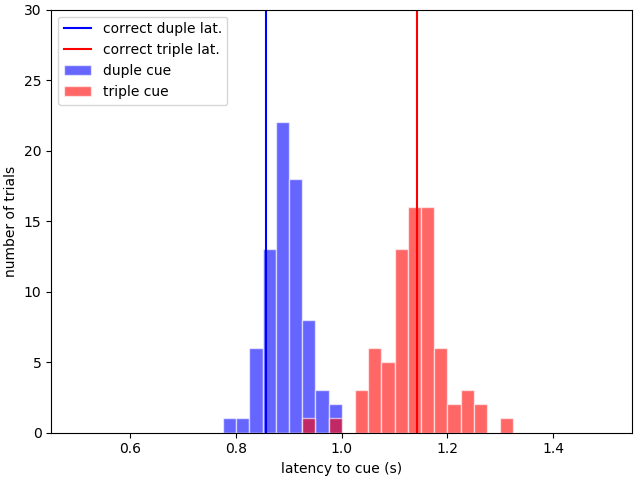 30
25
20
15
10
5
0
number of trials
correct duple lat.
correct triple lat.
duple cue
triple cue
0.6 0.8 1.0 1.2 1.4
latency to cue (s)